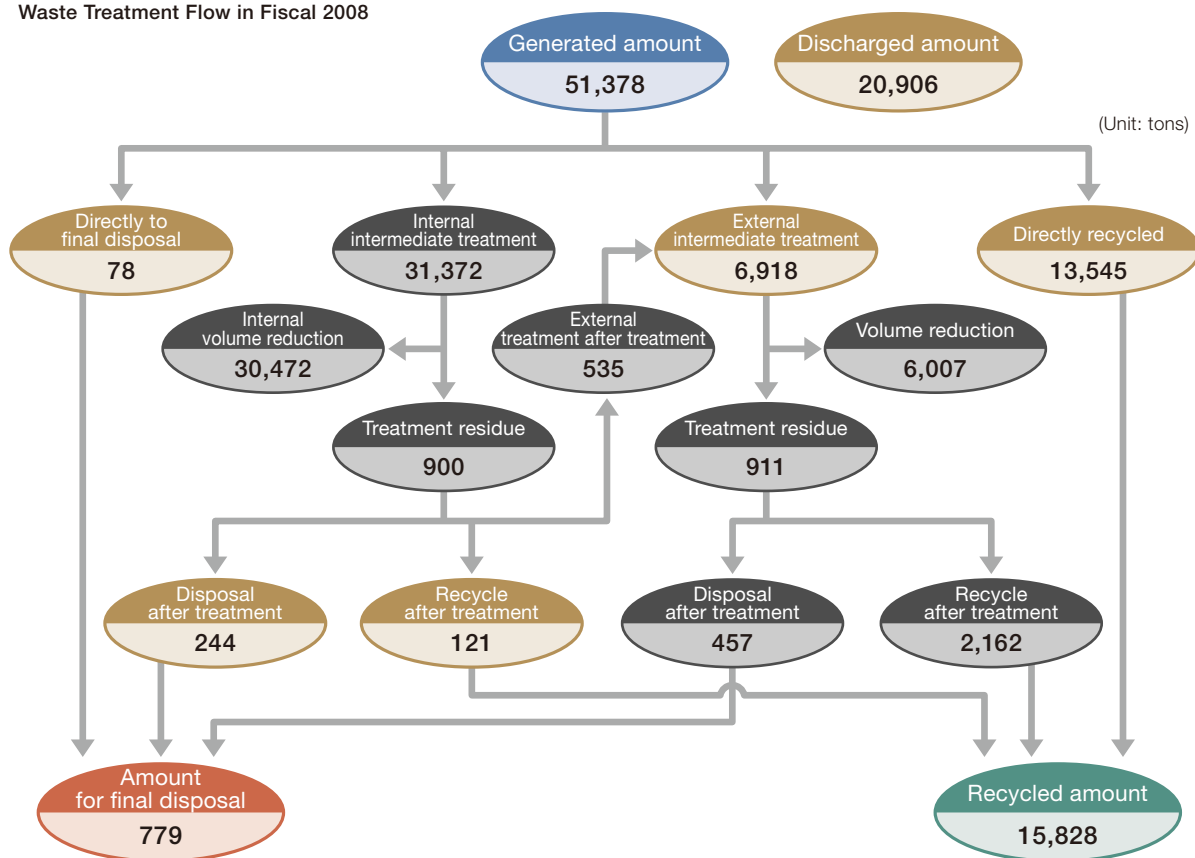 Waste Treatment Flow in Fiscal 2008
Generated amount
51,378
Discharged amount
20,906
(Unit: tons)
Directly to
final disposal
78
Internal
intermediate treatment
31,372
External
intermediate treatment
6,918
Directly recycled
13,545
Internal
volume reduction
30,472
External
treatment after treatment
535
Volume reduction
6,007
Treatment residue
900
Treatment residue
911
Disposal
after treatment
244
Recycle
after treatment
121
Disposal
after treatment
457
Recycle
after treatment
2,162
Amount
for final disposal
779
Recycled amount
15,828